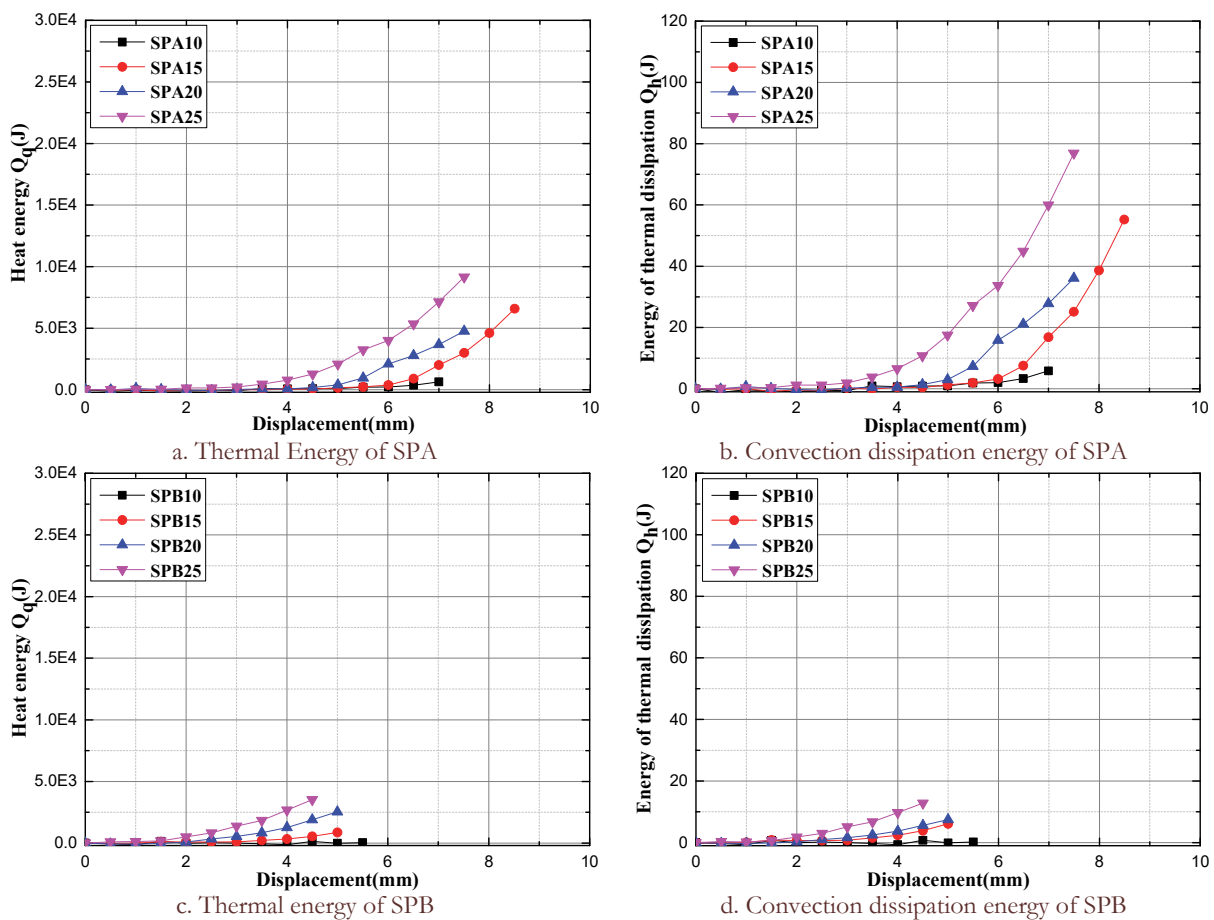 3.0E4
2.5E4
2.0E4
1.5E4
1.0E4
5.0E3
0.0
Heat energy Q_q(J)
SPA10
SPA15
SPA20
SPA25
0 2 4 6 8 10
Displacement(mm)
a. Thermal Energy of SPA
120
100
80
60
40
20
0
Energy of thermal disslpation Q_h(J)
SPA10
SPA15
SPA20
SPA25
0 2 4 6 8 10
Displacement(mm)
b. Convection dissipation energy of SPA
3.0E4
2.5E4
2.0E4
1.5E4
1.0E4
5.0E3
0.0
Heat energy Q_q(J)
SPB10
SPB15
SPB20
SPB25
0 2 4 6 8 10
Displacement(mm)
c. Thermal energy of SPB
120
100
80
60
40
20
0
Energy of thermal disslpation Q_h(J)
SPB10
SPB15
SPB20
SPB25
0 2 4 6 8 10
Displacement(mm)
d. Convection dissipation energy of SPB